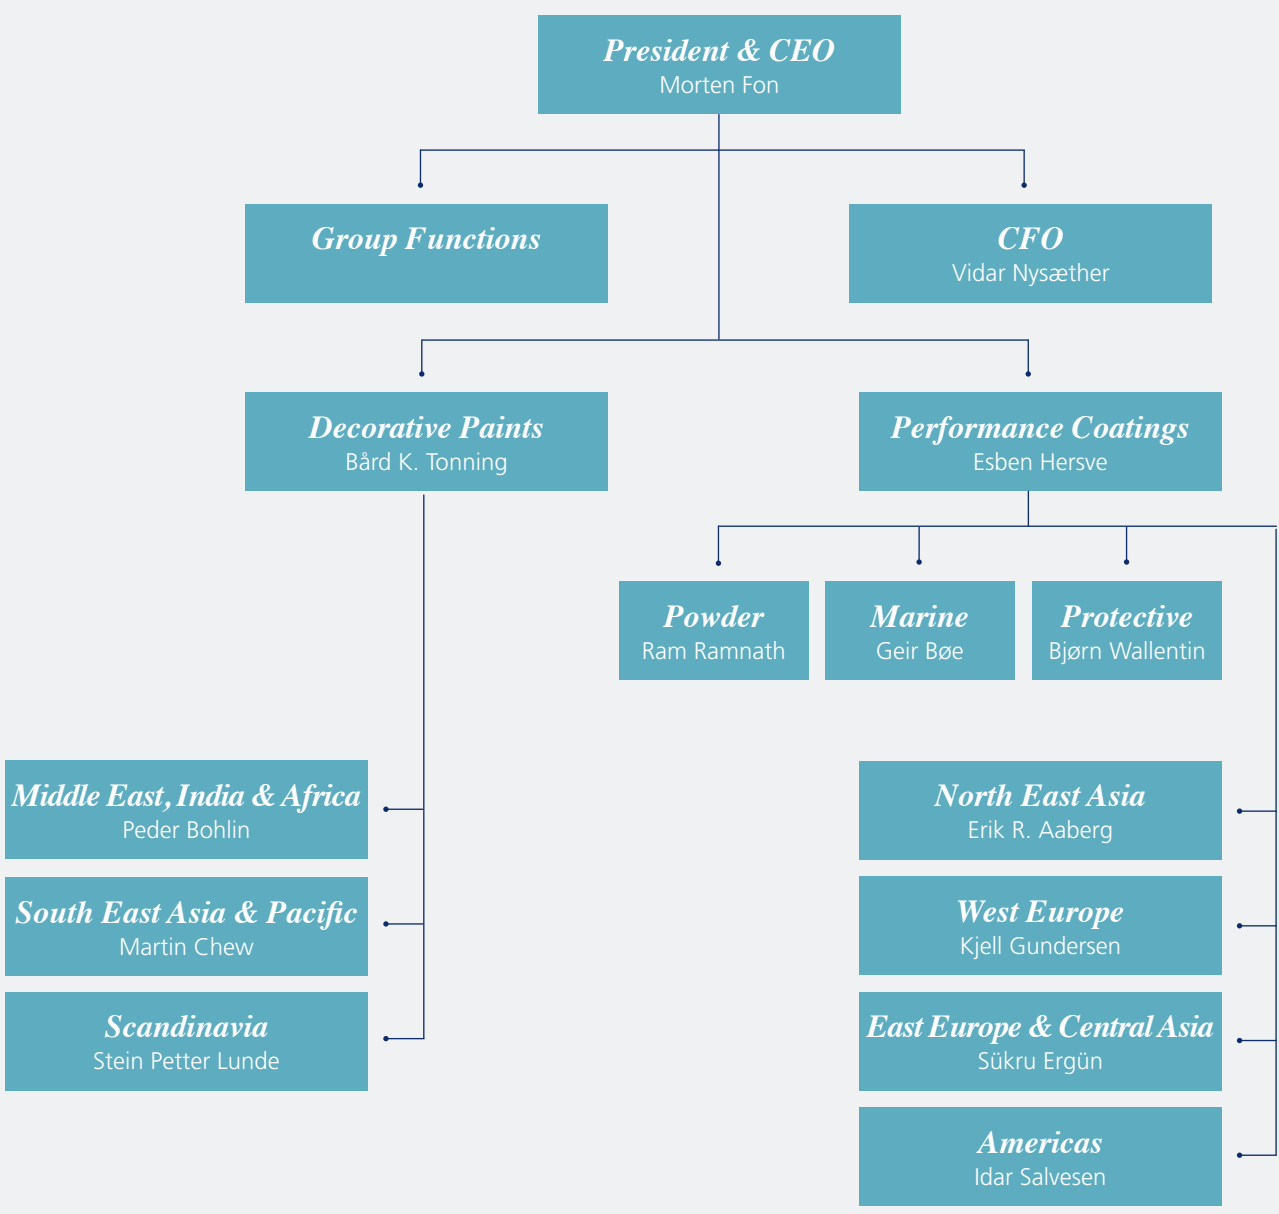 President & CEO
Morten Fon
Group Functions
CFO
Vidar Nysæther
Decorative Paints
Bård K. Tonning
Performance Coatings
Esben Hersve
Powder
Ram Ramnath
Marine
Geir Bøe
Protective
Bjørn Wallentin
Middle East, India & Africa
Peder Bohlin
South East Asia & Pacific
Martin Chew
Scandinavia
Stein Petter Lunde
North East Asia
Erik R. Aaberg
West Europe
Kjell Gundersen
East Europe & Central Asia
Sükru Ergün
Americas
Idar Salvesen